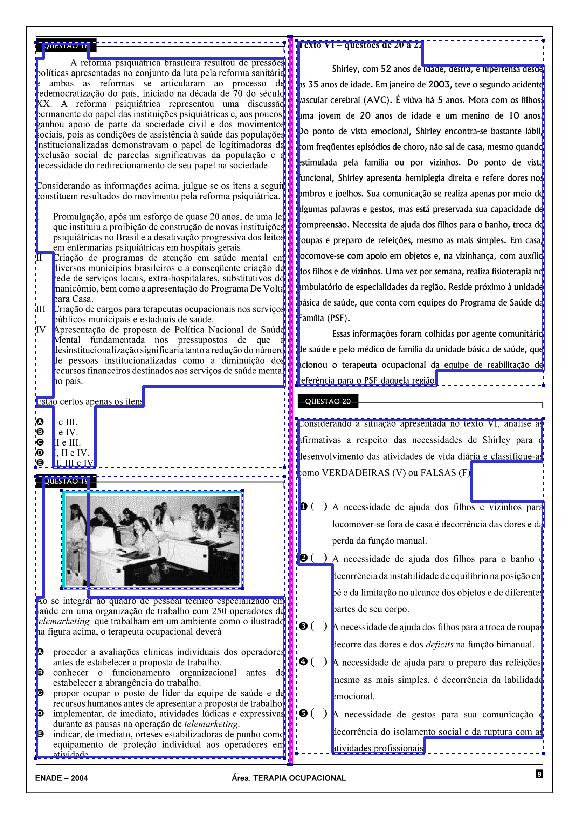 QUESTÃO 18
A reforma psiquiátrica brasileira resultou de pressões
políticas apresentadas no conjunto da luta pela reforma sanitária
e ambos as reformas se articularam ao processo de
redemocratização do país, iniciado na década de 70 do século
XX. A reforma psiquiátrica representou uma discussão
permanente do papel das instituições psiquiátricas e, aos poucos,
ganhou apoio de parte da sociedade civil e dos movimentos
sociais, pois as condições de assistência à saúde das populações
institucionalizadas demonstravam o papel de legitimadoras da
exclusão social de parcelas significativas da população e a
necessidade do redirecionamento de seu papel na sociedade.
Considerando as informações acima, julgue se os itens a seguir
constituem resultados do movimento pela reforma psiquiátrica.
Promulgação, após um esforço de quase 20 anos, de uma lei
que instituiu a proibição de construção de novas instituições
psiquiátricas no Brasil e a desativação progressiva dos leitos
em enfermarias psiquiátricas em hospitais gerais.
II Criação de programas de atenção em saúde mental em
diversos municípios brasileiros e a conseqüente criação de
rede de serviços locais, extra-hospitalares, substitutivos do
manicômio, bem como a apresentação do Programa De Volta
para Casa.
III Criação de cargos para terapeutas ocupacionais nos serviços
públicos municipais e estaduais de saúde.
IV Apresentação de proposta de Política Nacional de Saúde
Mental fundamentada nos pressupostos de que a
desinstitucionalização significaria tanto a redução do número
de pessoas institucionalizadas como a diminuição dos
recursos financeiros destinados aos serviços de saúde mental
no país.
Estão certos apenas os itens
A e III.
B e IV.
C II e III.
D I, II e IV.
E II, III e IV.
QUESTÃO 19
Ao se integrar ao quadro de pessoal técnico especializado em
saúde em uma organização de trabalho com 250 operadores de
telemarketing, que trabalham em um ambiente como o ilustrado
na figura acima, o terapeuta ocupacional deverá
A proceder a avaliações clínicas individuais dos operadores
antes de estabelecer a proposta de trabalho.
B conhecer o funcionamento organizacional antes de
estabelecer a abrangência do trabalho.
C propor ocupar o posto de líder da equipe de saúde e de
recursos humanos antes de apresentar a proposta de trabalho.
D implementar, de imediato, atividades lúdicas e expressivas
durante as pausas na operação de telemarketing.
E indicar, de imediato, órteses estabilizadoras de punho como
equipamento de proteção individual aos operadores em
atividade.
Texto VI – questões de 20 a 22
Shirley, com 52 anos de idade, destra, é hipertensa desde
os 35 anos de idade. Em janeiro de 2003, teve o segundo acidente
vascular cerebral (AVC). É viúva há 5 anos. Mora com os filhos,
uma jovem de 20 anos de idade e um menino de 10 anos.
Do ponto de vista emocional, Shirley encontra-se bastante lábil,
com freqüentes episódios de choro, não sai de casa, mesmo quando
estimulada pela família ou por vizinhos. Do ponto de vista
funcional, Shirley apresenta hemiplegia direita e refere dores nos
ombros e joelhos. Sua comunicação se realiza apenas por meio de
algumas palavras e gestos, mas está preservada sua capacidade de
compreensão. Necessita de ajuda dos filhos para o banho, troca de
roupas e preparo de refeições, mesmo as mais simples. Em casa,
locomove-se com apoio em objetos e, na vizinhança, com auxílio
dos filhos e de vizinhos. Uma vez por semana, realiza fisioterapia no
ambulatório de especialidades da região. Reside próximo à unidade
básica de saúde, que conta com equipes do Programa de Saúde da
Família (PSF).
Essas informações foram colhidas por agente comunitário
de saúde e pelo médico de família da unidade básica de saúde, que
acionou o terapeuta ocupacional da equipe de reabilitação de
referência para o PSF daquela região.
QUESTÃO 20
Considerando a situação apresentada no texto VI, analise as
afirmativas a respeito das necessidades de Shirley para o
desenvolvimento das atividades de vida diária e classifique-as
como VERDADEIRAS (V) ou FALSAS (F).
1 ( ) A necessidade de ajuda dos filhos e vizinhos para
locomover-se fora de casa é decorrência das dores e da
perda da função manual.
2 ( ) A necessidade de ajuda dos filhos para o banho é
decorrência da instabilidade de equilíbrio na posição em
pé e da limitação no alcance dos objetos e de diferentes
partes de seu corpo.
3 ( ) A necessidade de ajuda dos filhos para a troca de roupas
decorre das dores e dos deficits na função bimanual.
4 ( ) A necessidade de ajuda para o preparo das refeições,
mesmo as mais simples, é decorrência da labilidade
emocional.
5 ( ) A necessidade de gestos para sua comunicação é
decorrência do isolamento social e da ruptura com as
atividades profissionais.
ENADE – 2004
Área: TERAPIA OCUPACIONAL
9